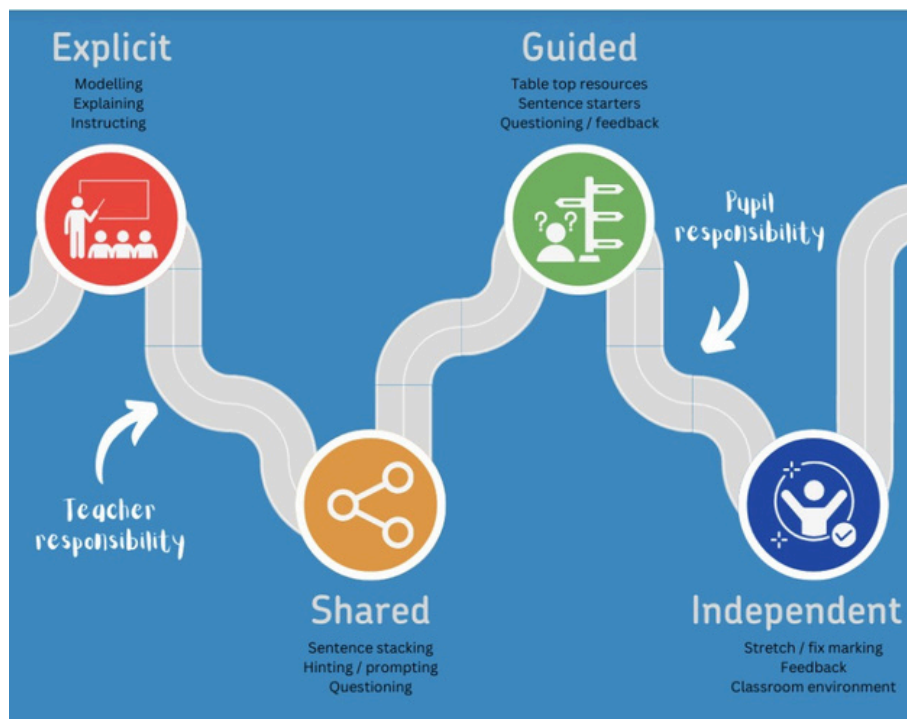 Explicit
Modelling
Explaining
Instructing
Guided
Table top resources
Sentence starters
Questioning / feedback
Pupil
responsibility
Teacher
responsibility
Shared
Sentence stacking
Hinting / prompting
Questioning
Independent
Stretch / fix marking
Feedback
Classroom environment
? ?